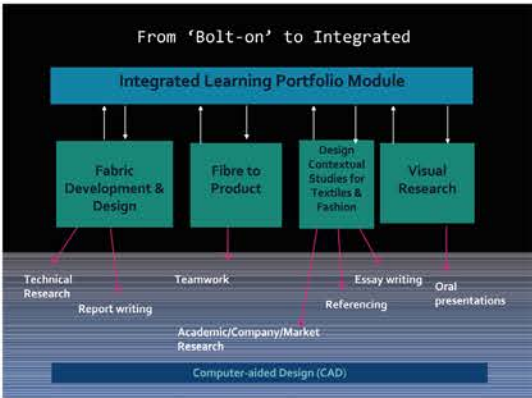 From ‘Bolt-on’ to Integrated
Integrated Learning Portfolio Module
Fabric
Development &
Design
Fibre to
Product
Design
Contextual
Studies for
Textiles &
Fashion
Visual
Research
Technical
Research
Report writing
Teamwork
Academic/Company/Market
Research
Referencing
Essay writing
Oral
presentations
Computer-aided Design (CAD)